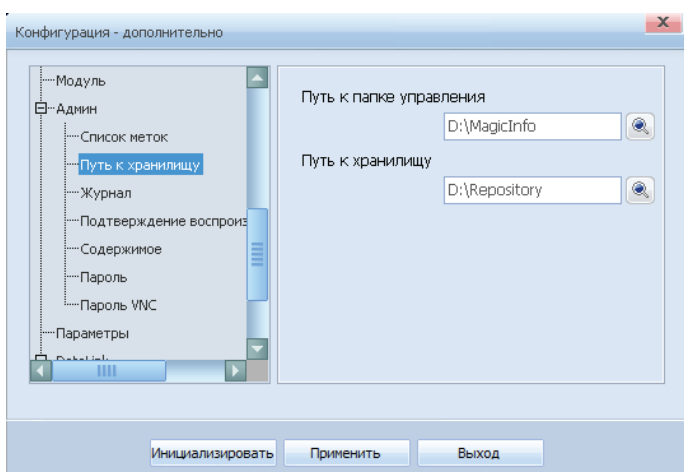 Конфигурация - дополнительно
x
Модуль
Админ
Список меток
Путь к хранилищу
Журнал
Подтверждение воспроиз
Содержимое
Пароль
Пароль VNC
Параметры
DataLink
Путь к папке управления
D:\MagicInfo
Путь к хранилищу
D:\Repository
Инициализировать
Применить
Выход